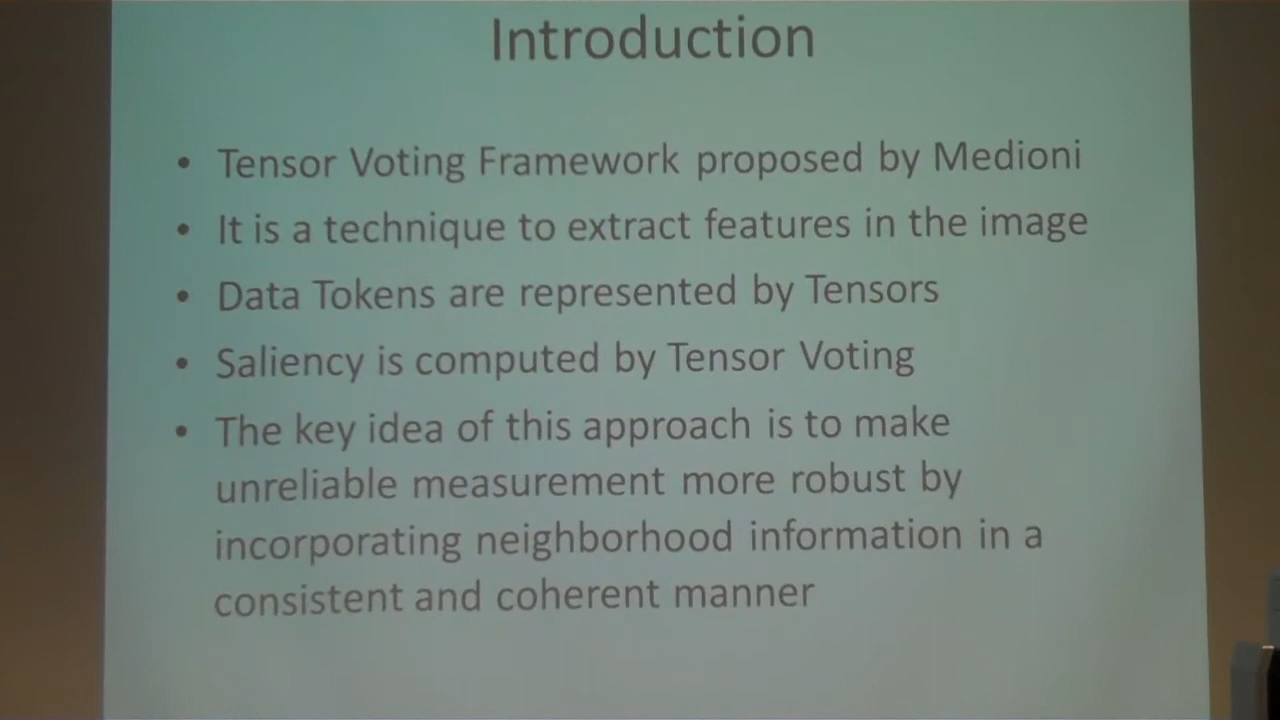 Introduction
• Tensor Voting Framework proposed by Medioni
• It is a technique to extract features in the image
• Data Tokens are represented by Tensors
• Saliency is computed by Tensor Voting
• The key idea of this approach is to make
unreliable measurement more robust by
incorporating neighborhood information in a
consistent and coherent manner